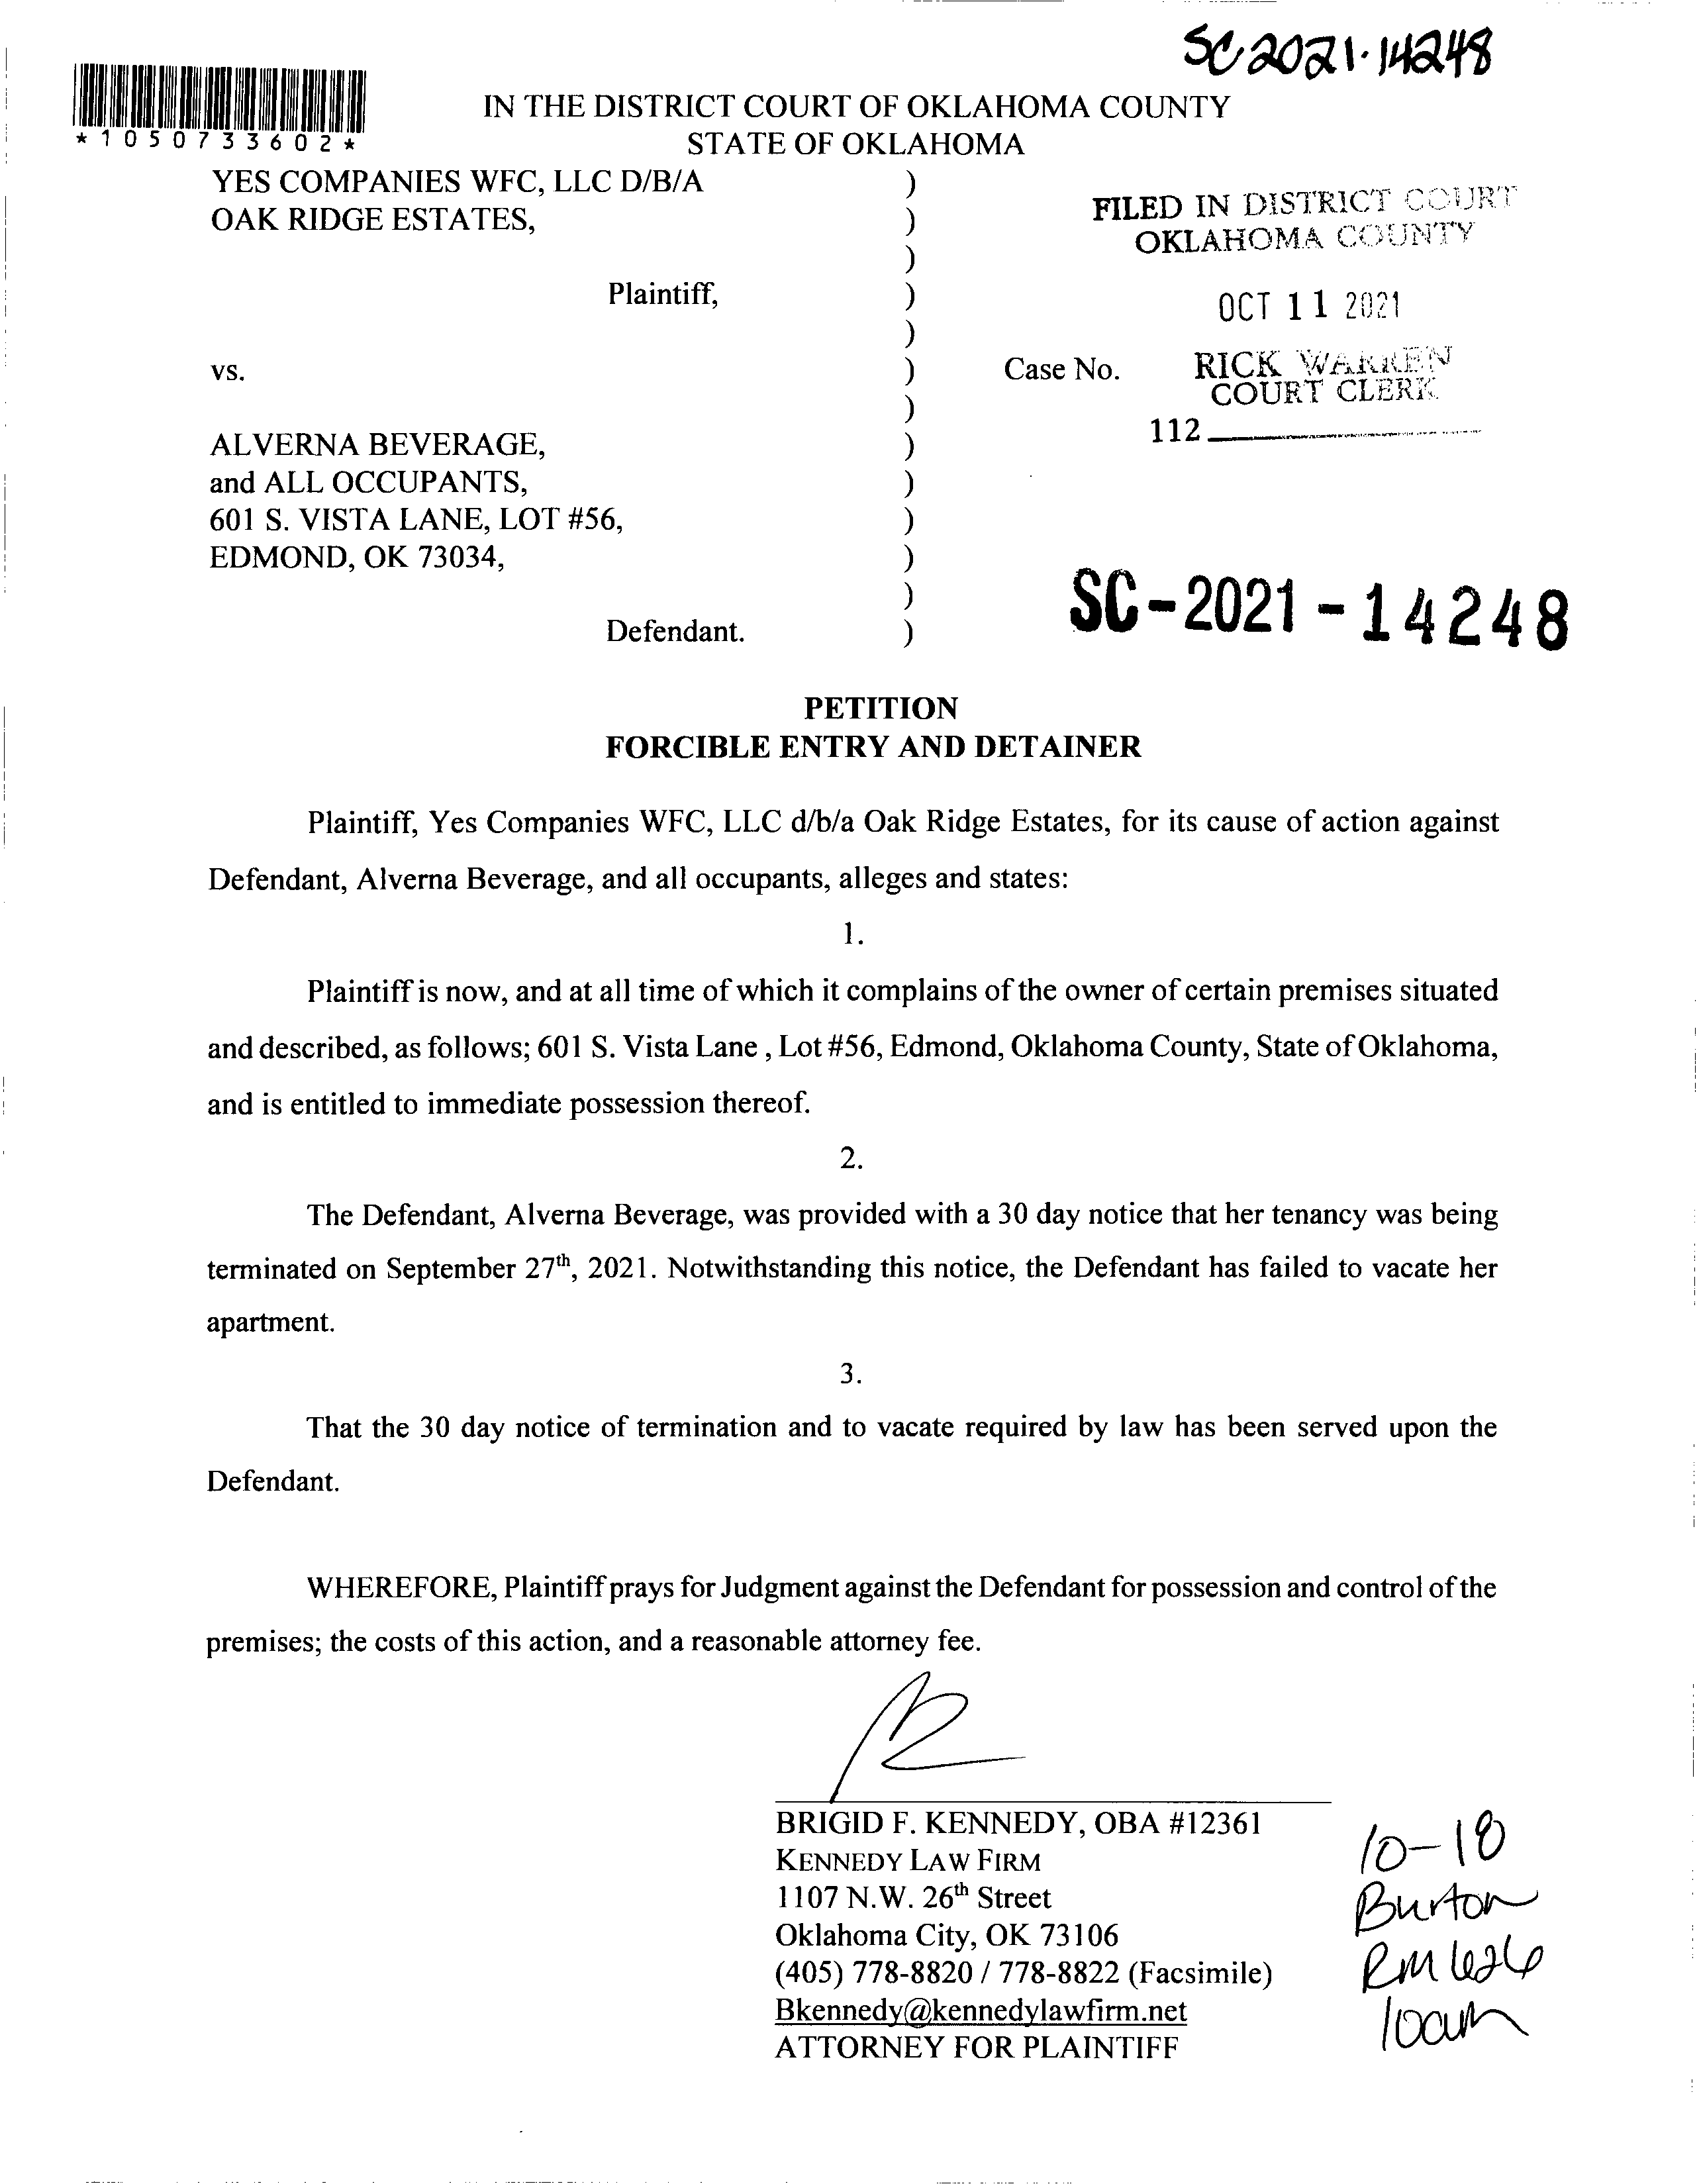 SC-2021-14248
*1050733602*
IN THE DISTRICT COURT OF OKLAHOMA COUNTY
STATE OF OKLAHOMA
YES COMPANIES WFC, LLC D/B/A )
OAK RIDGE ESTATES, )
)
Plaintiff, )
)
vs. )
)
ALVERNA BEVERAGE, )
and ALL OCCUPANTS, )
601 S. VISTA LANE, LOT #56, )
EDMOND, OK 73034, )
)
Defendant. )
FILED IN DISTRICT COURT
OKLAHOMA COUNTY
OCT 11 2021
Case No. RICK WARREN
COURT CLERK
112
SC-2021-14248
PETITION
FORCIBLE ENTRY AND DETAINER
Plaintiff, Yes Companies WFC, LLC d/b/a Oak Ridge Estates, for its cause of action against
Defendant, Alverna Beverage, and all occupants, alleges and states:
1.
Plaintiff is now, and at all time of which it complains of the owner of certain premises situated
and described, as follows; 601 S. Vista Lane , Lot #56, Edmond, Oklahoma County, State of Oklahoma,
and is entitled to immediate possession thereof.
2.
The Defendant, Alverna Beverage, was provided with a 30 day notice that her tenancy was being
terminated on September 27th, 2021. Notwithstanding this notice, the Defendant has failed to vacate her
apartment.
3.
That the 30 day notice of termination and to vacate required by law has been served upon the
Defendant.
WHEREFORE, Plaintiff prays for Judgment against the Defendant for possession and control of the
premises; the costs of this action, and a reasonable attorney fee.
BRIGID F. KENNEDY, OBA #12361
KENNEDY LAW FIRM
1107 N.W. 26th Street
Oklahoma City, OK 73106
(405) 778-8820 / 778-8822 (Facsimile)
Bkennedy@kennedylawfirm.net
ATTORNEY FOR PLAINTIFF
10-18
Burton
RM 626
10am